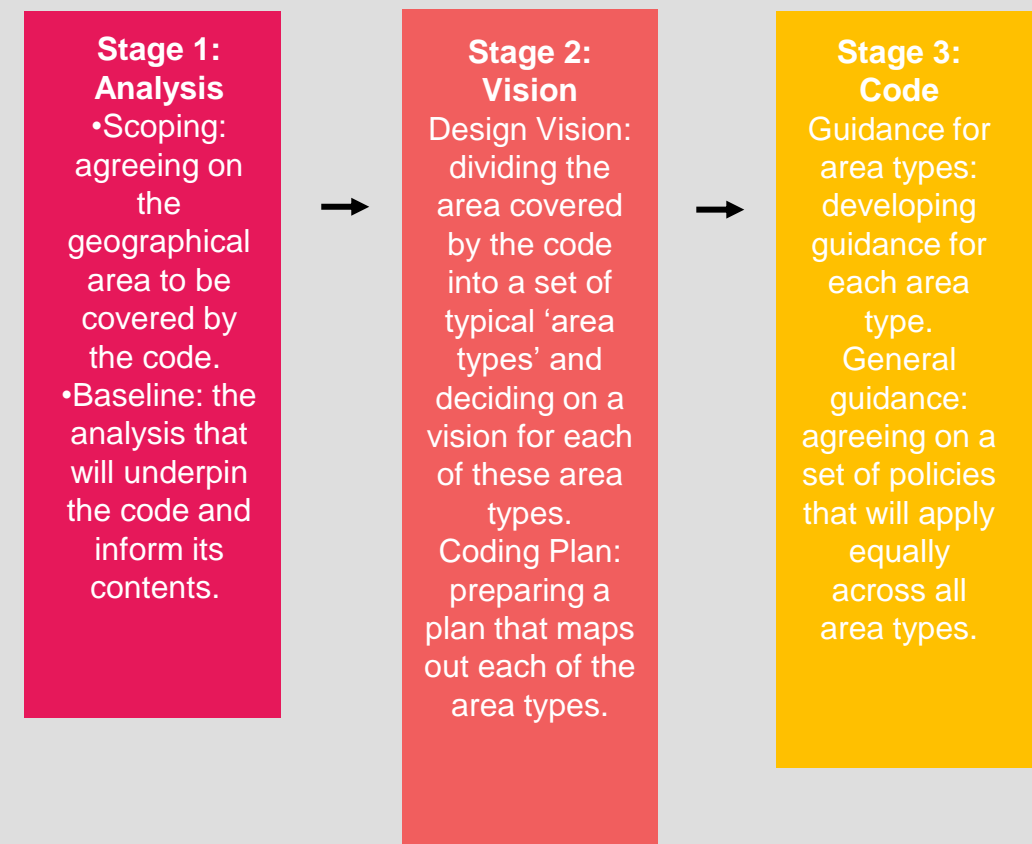 Stage 1:
Analysis
•Scoping:
agreeing on
the
geographical
area to be
covered by
the code.
•Baseline: the
analysis that
will underpin
the code and
inform its
contents.
Stage 2:
Vision
Design Vision:
dividing the
area covered
by the code
into a set of
typical ‘area
types’ and
deciding on a
vision for each
of these area
types.
Coding Plan:
preparing a
plan that maps
out each of the
area types.
Stage 3:
Code
Guidance for
area types:
developing
guidance for
each area
type.
General
guidance:
agreeing on a
set of policies
that will apply
equally
across all
area types.